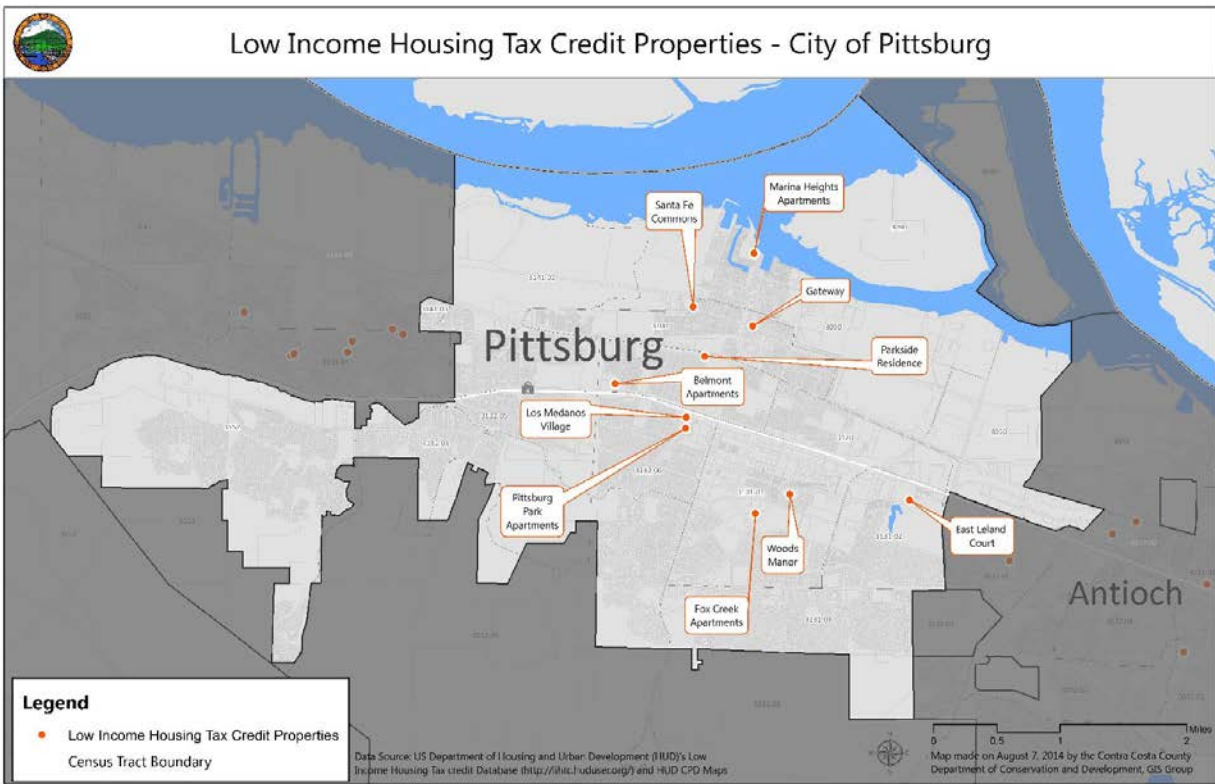 Low Income Housing Tax Credit Properties - City of Pittsburg
Marina Heights
Apartments
Santa Fe
Commons
Gateway
Pittsburg
Parkside
Residence
Belmont
Apartments
Los Medanos
Village
Pittsburg
Park
Apartments
East Leland
Court
Woods
Manor
Fox Creek
Apartments
Antioch
Legend
Low Income Housing Tax Credit Properties
Census Tract Boundary
Data Source: US Department of Housing and Urban Development (HUD)'s Low
Income Housing Tax credit Database (http://lihtc.huduser.org/) and HUD CPD Maps
Miles
0 0.5 1 2
Map made on August 7, 2014 by the Contra Costa County
Department of Conservation and Development, GIS Group